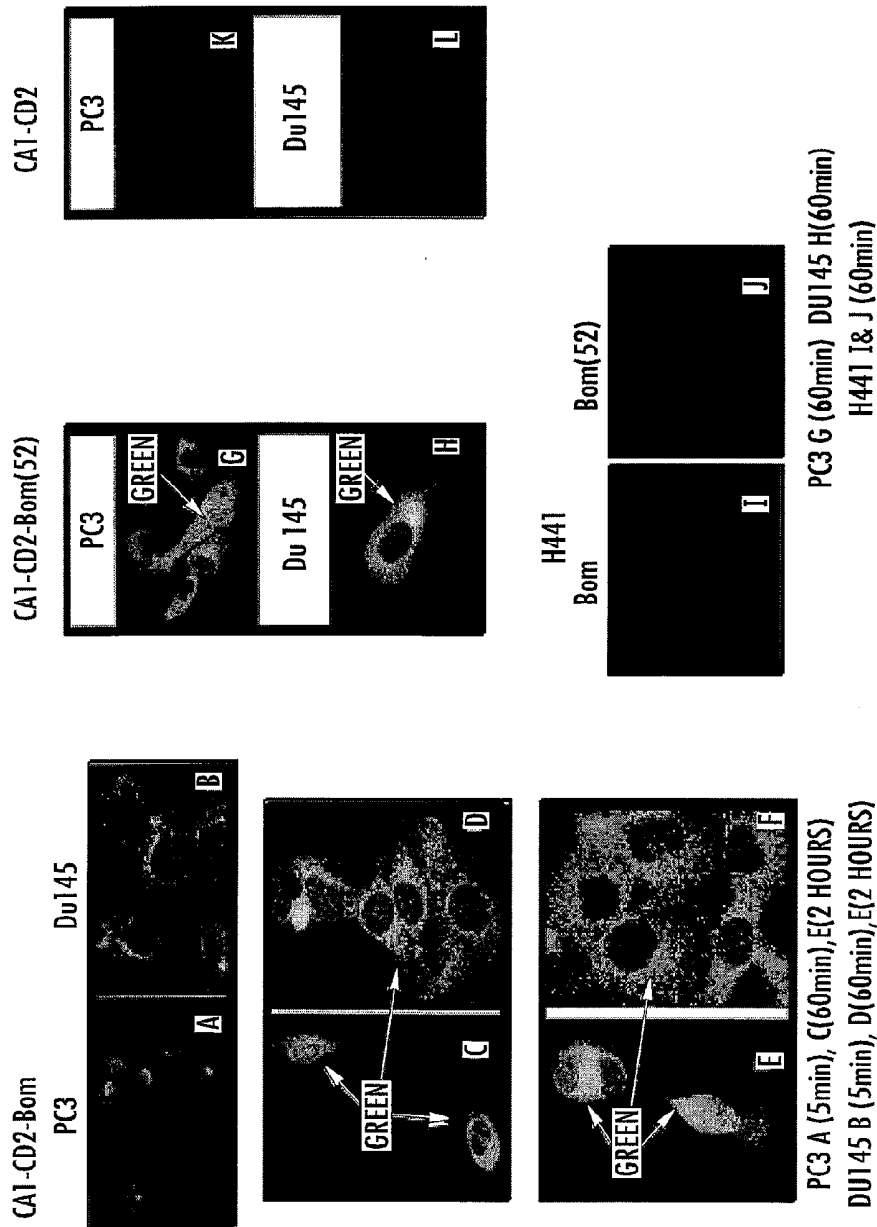 CA1-CD2-Bom
PC3
Du145
A
B
C
D
GREEN
E
F
GREEN
PC3 A (5min), C(60min),E(2 HOURS)
DU145 B (5min), D(60min),E(2 HOURS)
CA1-CD2-Bom(52)
PC3
GREEN
G
Du 145
GREEN
H
CA1-CD2
PC3
K
Du145
L
H441
Bom
Bom(52)
I
J
PC3 G (60min) DU145 H(60min)
H441 I& J (60min)